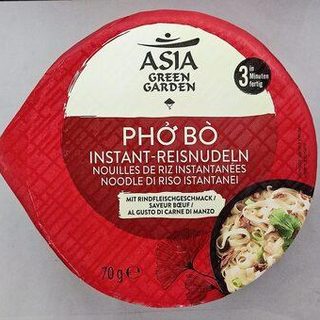 ASIA
GREEN
GARDEN
3 in Minuten fertig
PHỞ BÒ
INSTANT-REISNUDELN
NOUILLES DE RIZ INSTANTANÉES
NOODLE DI RISO ISTANTANEI
MIT RINDFLEISCHGESCHMACK /
SAVEUR BŒUF /
AL GUSTO DI CARNE DI MANZO
70 g ℮